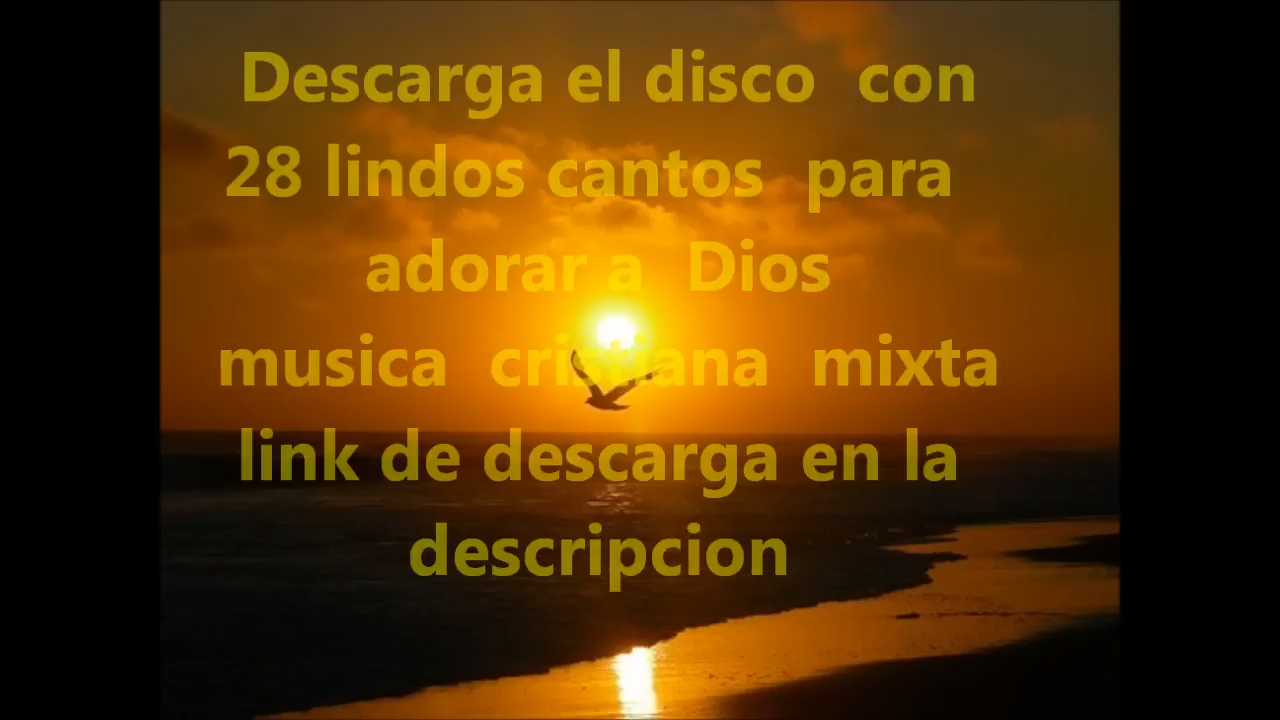 Descarga el disco con
28 lindos cantos para
adorar a Dios
musica cristiana mixta
link de descarga en la
descripcion